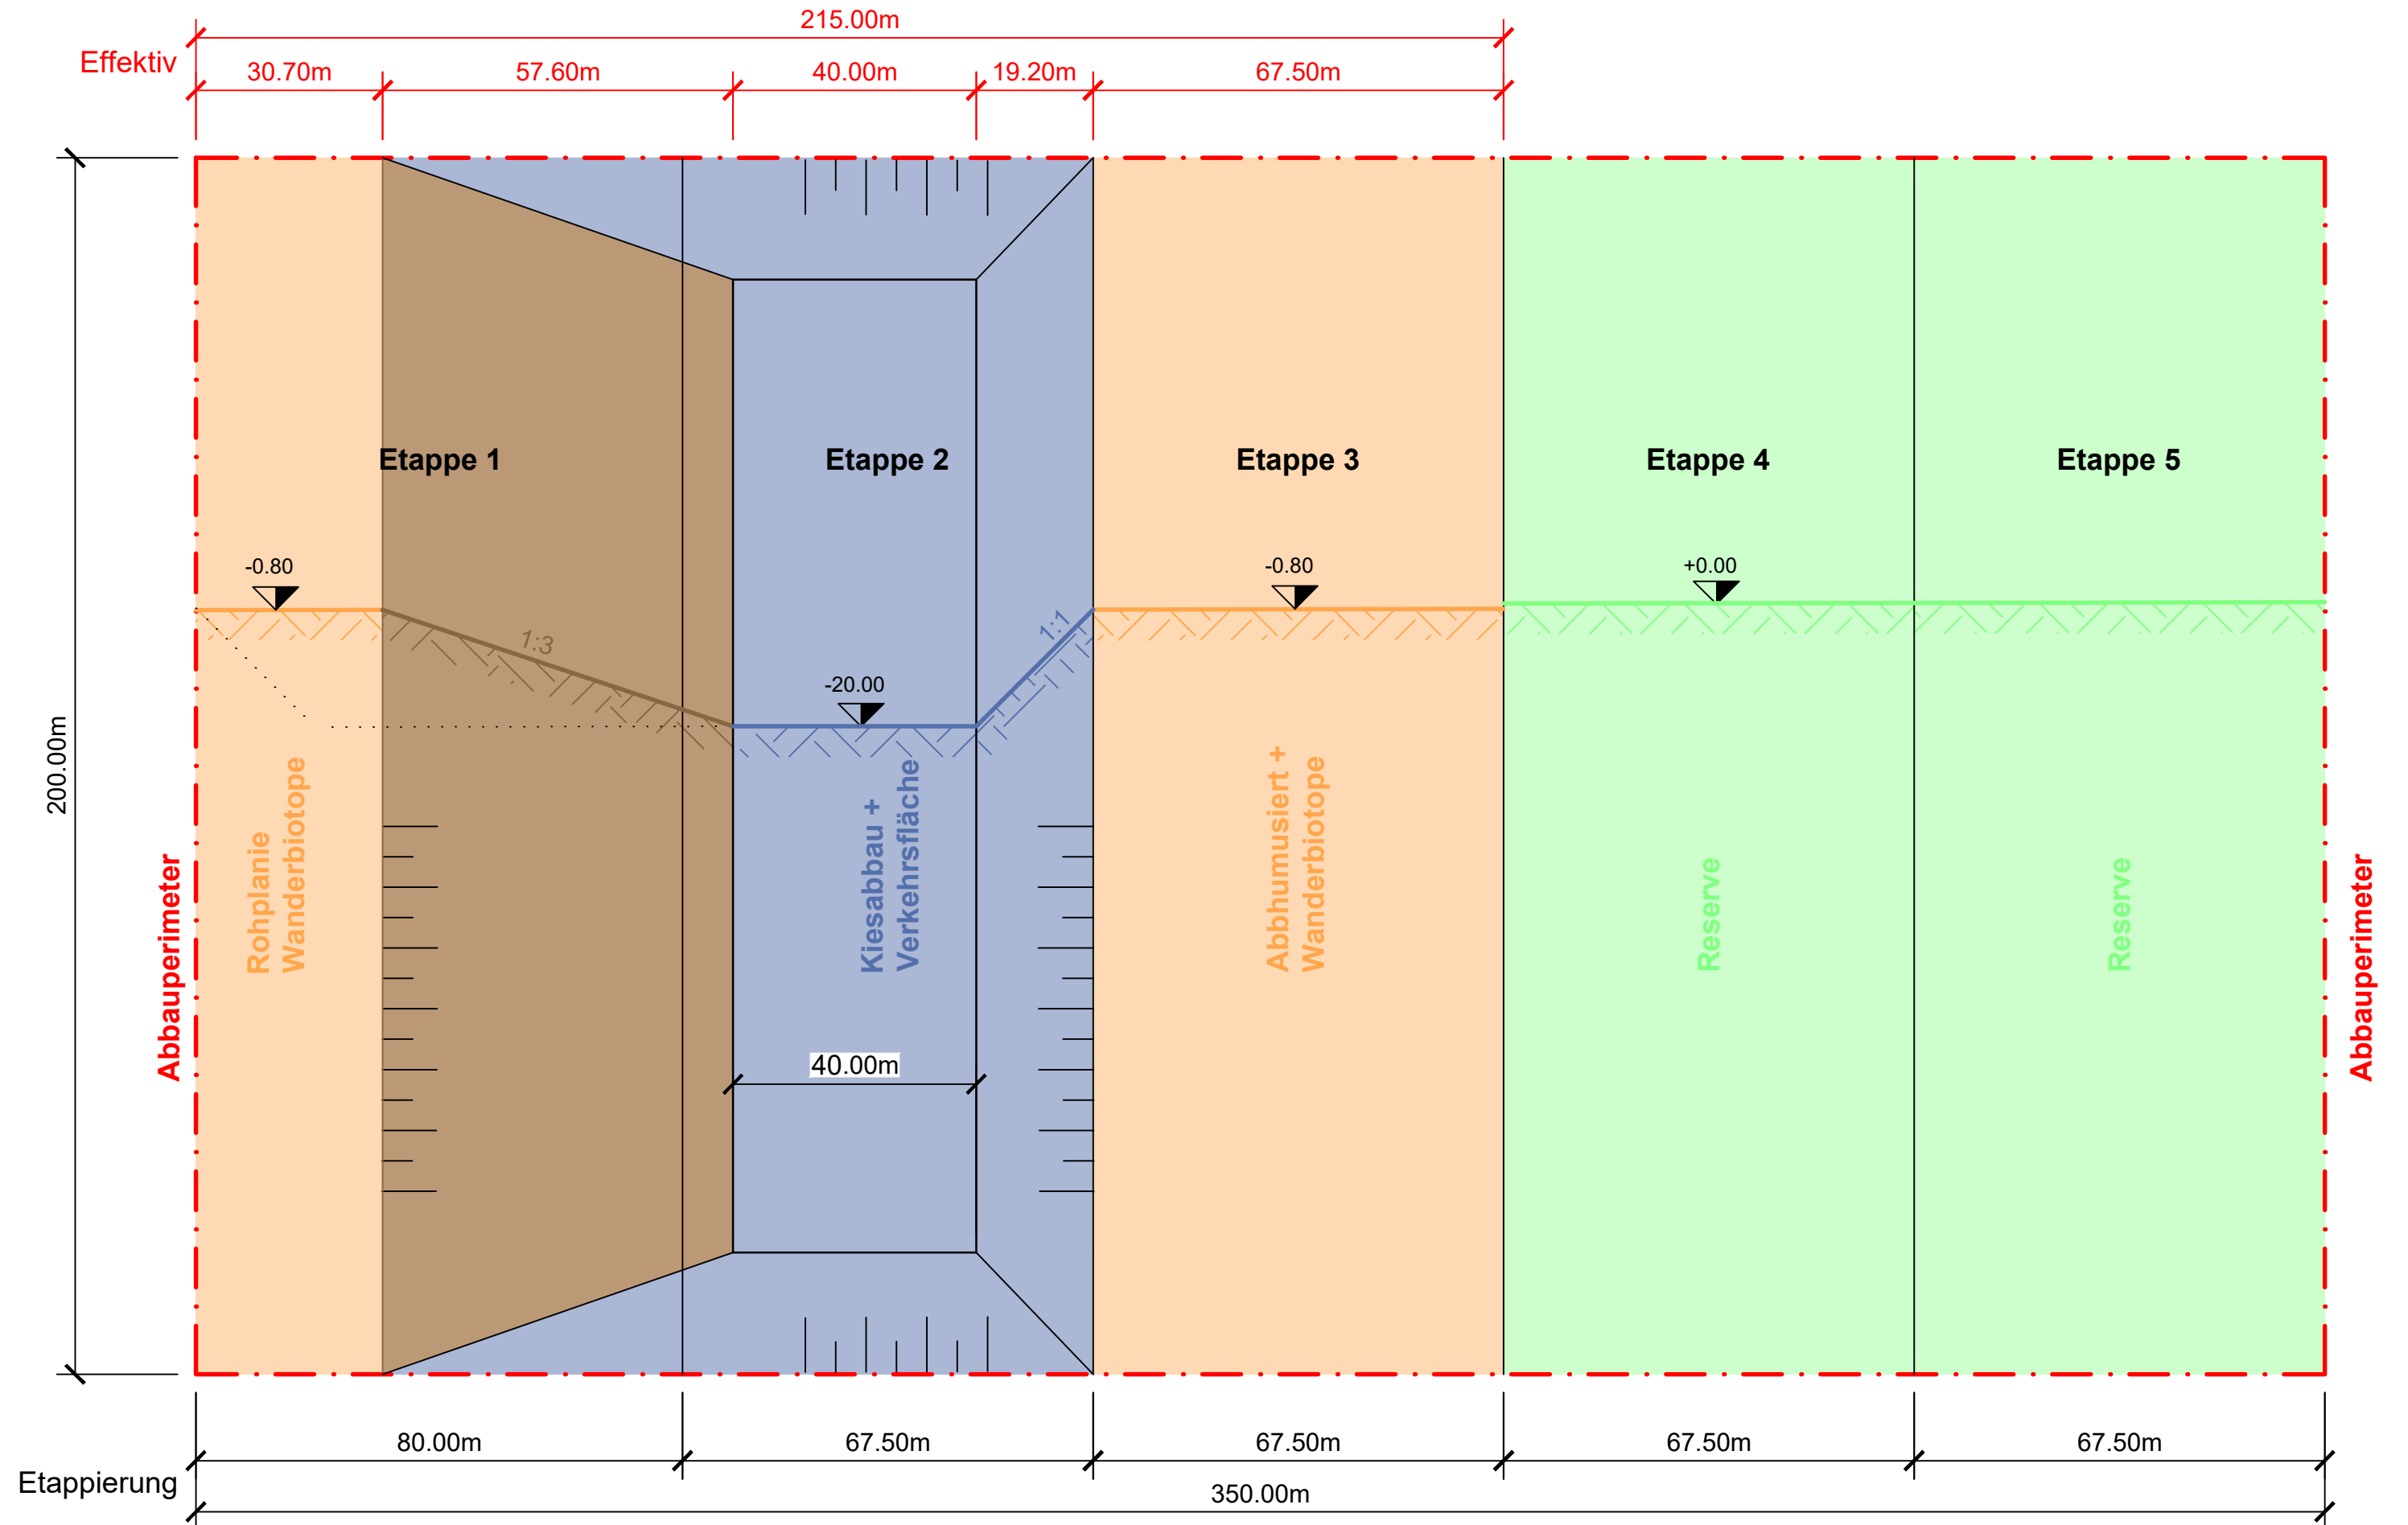 215.00m
Effektiv
30.70m
57.60m
40.00m
19.20m
67.50m
Etappe 1
Etappe 2
Etappe 3
Etappe 4
Etappe 5
-0.80
-0.80
+0.00
1:3
1:1
-20.00
200.00m
Abbauperimeter
Rohplanie
Wanderbiotope
Kiesabbau +
Verkehrsfläche
Abbhumusiert +
Wanderbiotope
Reserve
Reserve
Abbauperimeter
40.00m
80.00m
67.50m
67.50m
67.50m
67.50m
Etappierung
350.00m